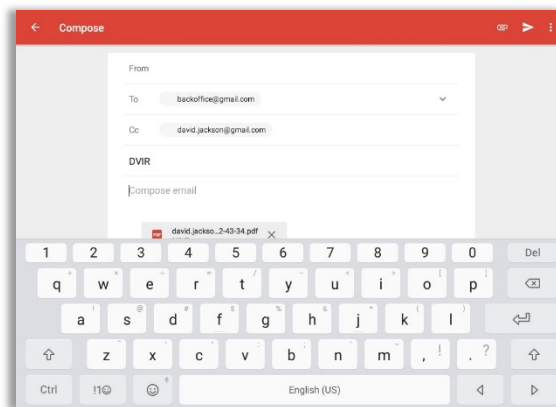 Compose
From
To backoffice@gmail.com
Cc david.jackson@gmail.com
DVIR
Compose email
PDF david.jackso...2-43-34.pdf
1 2 3 4 5 6 7 8 9 0 Del
q w e r t y u i o p
a s d f g h j k l
z x c v b n m , ! . ?
Ctrl !1☺ English (US)